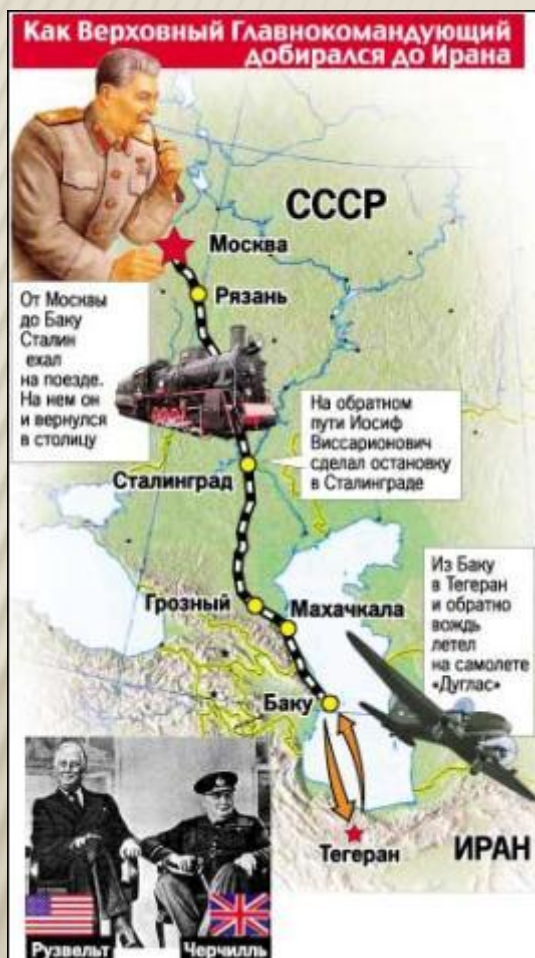 Как Верховный Главнокомандующий
добирался до Ирана
СССР
Москва
Рязань
От Москвы
до Баку
Сталин
ехал
на поезде.
На нем он
и вернулся
в столицу
На обратном
пути Иосиф
Виссарионович
сделал остановку
в Сталинграде
Сталинград
Грозный
Махачкала
Из Баку
в Тегеран
и обратно
вождь
летел
на самолете
«Дуглас»
Баку
Тегеран
ИРАН
Рузвельт
Черчилль